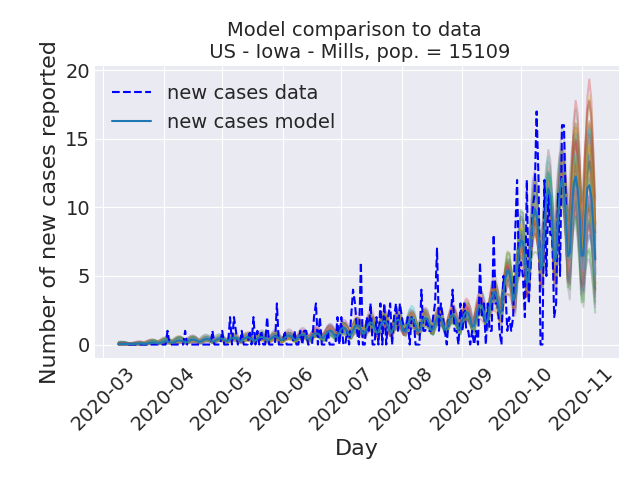 Model comparison to data
US - Iowa - Mills, pop. = 15109
Number of new cases reported
20
15
10
5
0
new cases data
new cases model
2020-03
2020-04
2020-05
2020-06
2020-07
2020-08
2020-09
2020-10
2020-11
Day